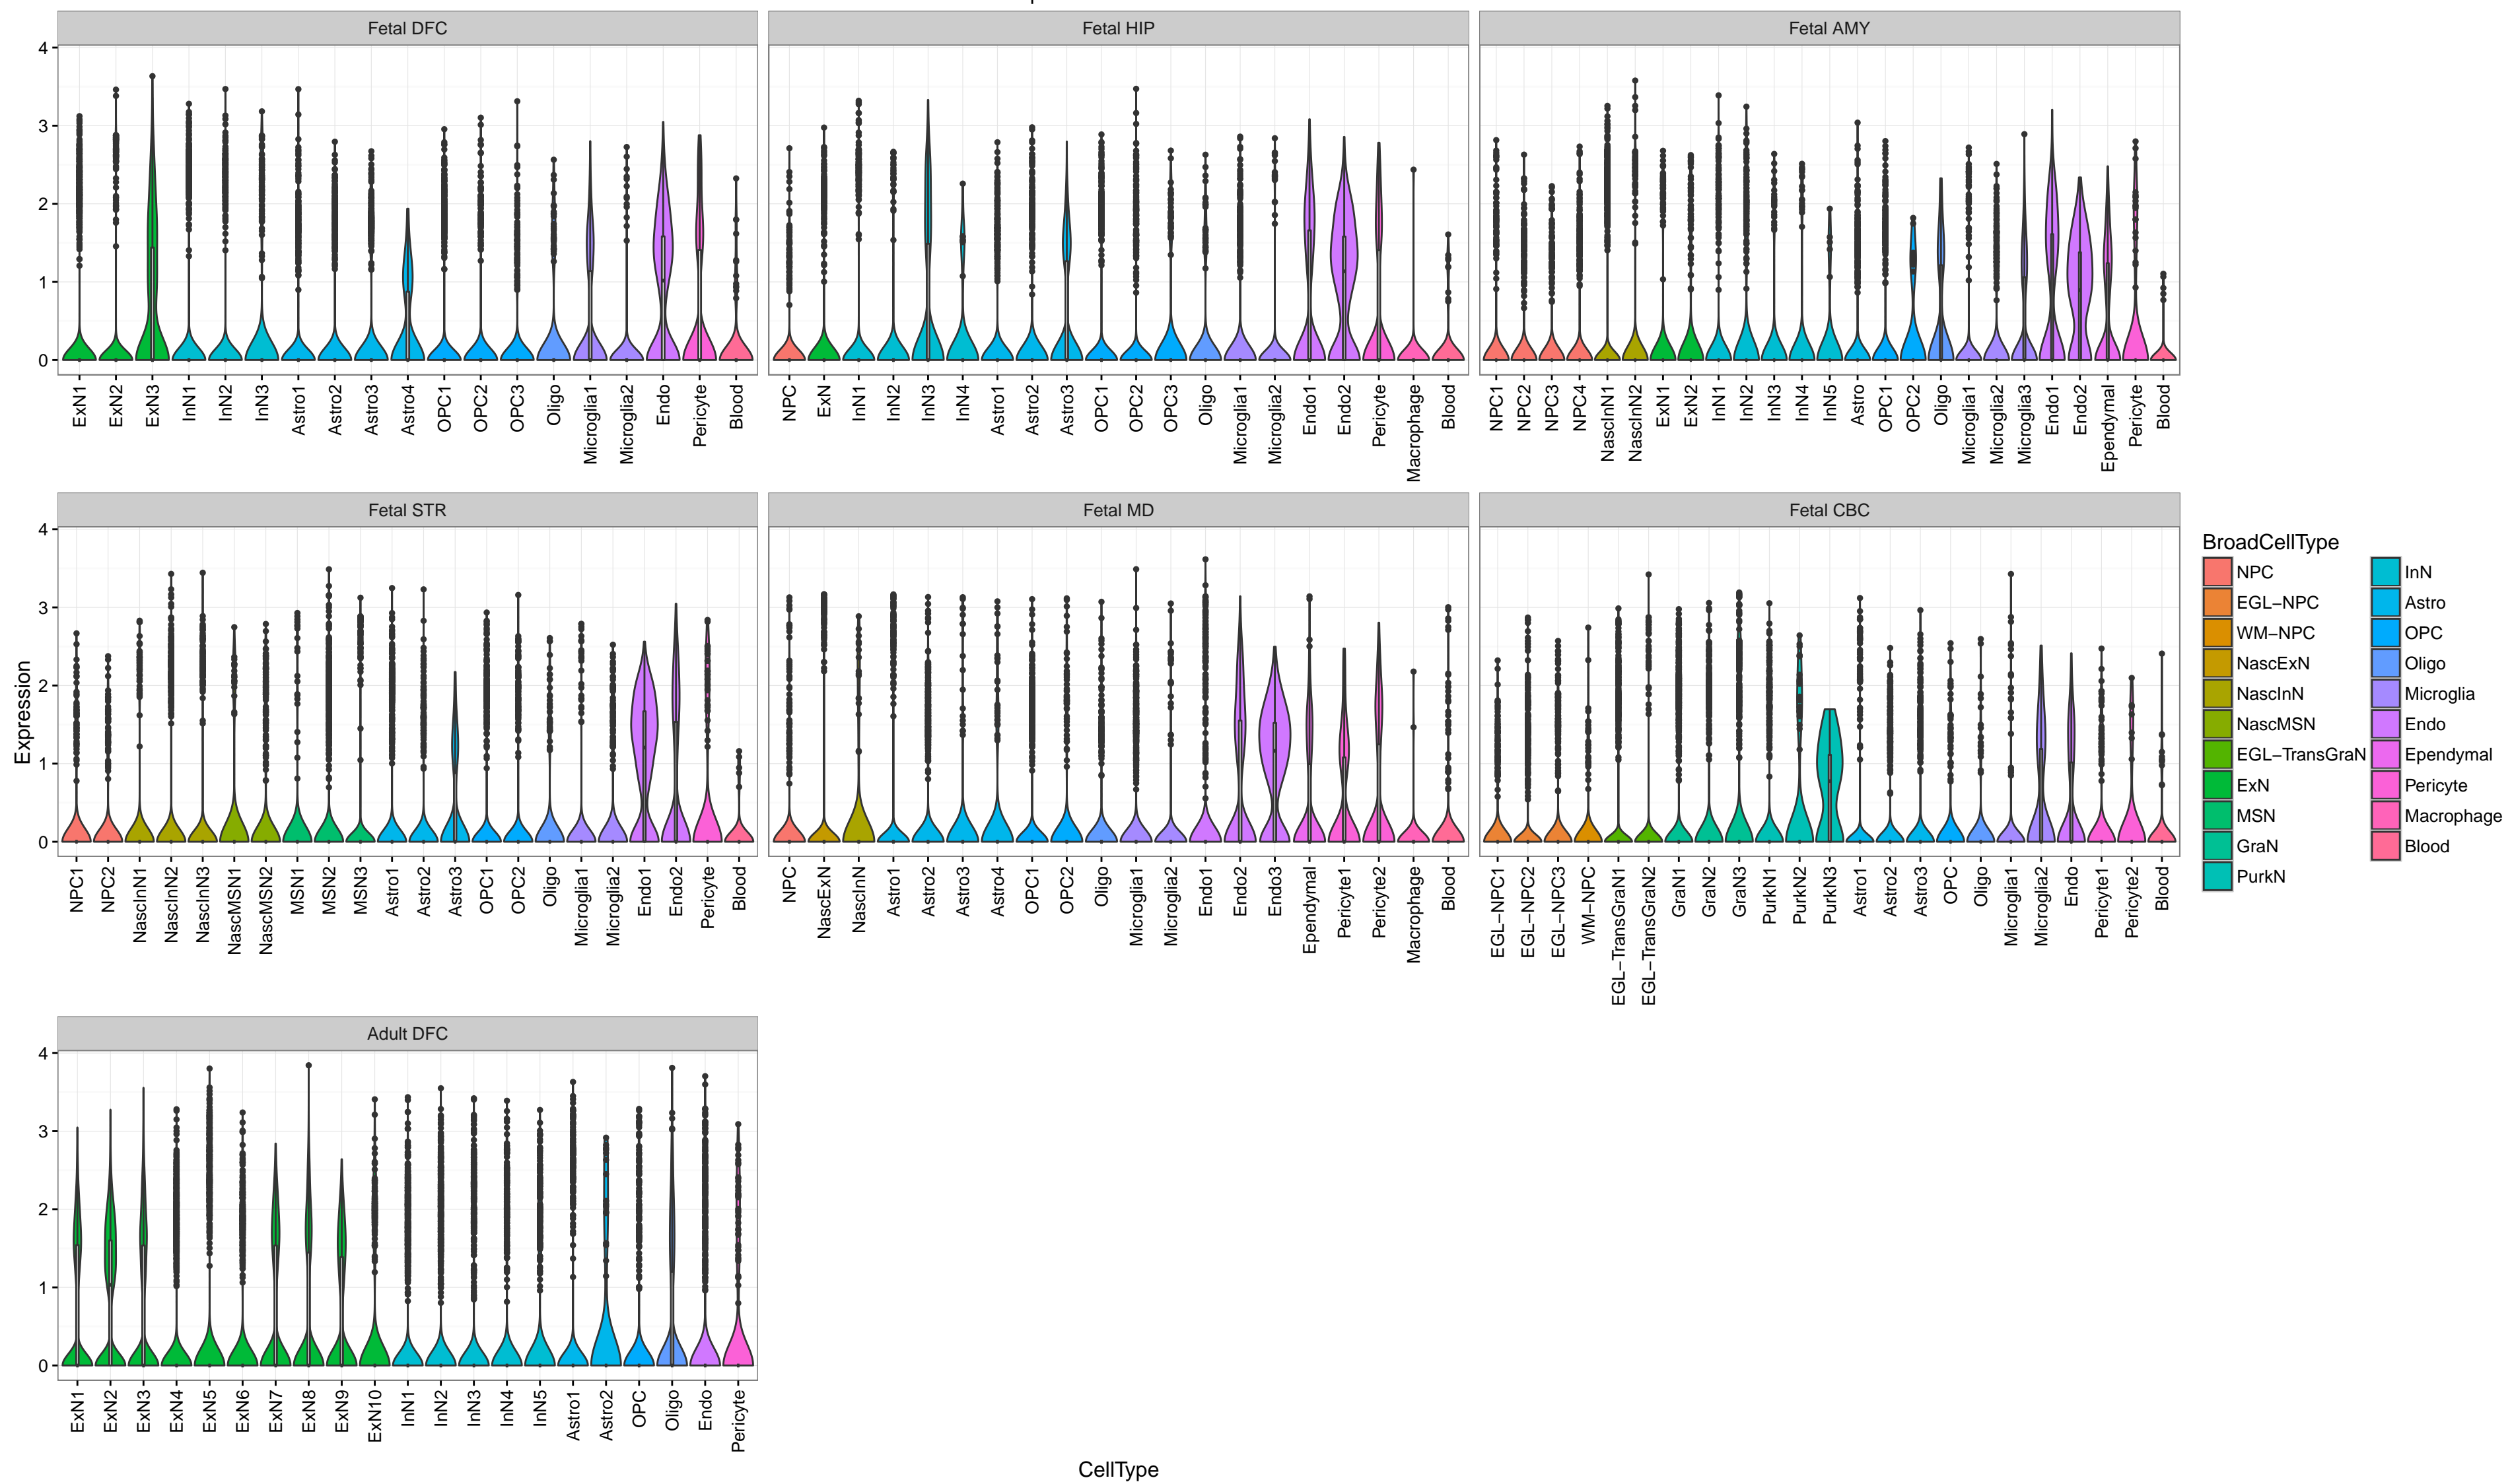 Fetal DFC Fetal HIP Fetal AMY
4
3
2
1
0
ExN1 ExN2 ExN3 InN1 InN2 InN3 Astro1 Astro2 Astro3 Astro4 OPC1 OPC2 OPC3 Oligo Microglia1 Microglia2 Endo Pericyte Blood
NPC ExN InN1 InN2 InN3 InN4 Astro1 Astro2 Astro3 OPC1 OPC2 OPC3 Oligo Microglia1 Microglia2 Endo1 Endo2 Pericyte Macrophage Blood
NPC1 NPC2 NPC3 NPC4 NascInN1 NascInN2 ExN1 ExN2 InN1 InN2 InN3 InN4 InN5 Astro OPC1 OPC2 Oligo Microglia1 Microglia2 Microglia3 Endo1 Endo2 Ependymal Pericyte Blood
Fetal STR Fetal MD Fetal CBC
4
3
2
1
0
Expression
NPC1 NPC2 NascInN1 NascInN2 NascInN3 NascMSN1 NascMSN2 MSN1 MSN2 MSN3 Astro1 Astro2 Astro3 OPC1 OPC2 Oligo Microglia1 Microglia2 Endo1 Endo2 Pericyte Blood
NPC NascExN NascInN Astro1 Astro2 Astro3 Astro4 OPC1 OPC2 Oligo Microglia1 Microglia2 Endo1 Endo2 Endo3 Ependymal Pericyte1 Pericyte2 Macrophage Blood
EGL−NPC1 EGL−NPC2 EGL−NPC3 WM−NPC EGL−TransGraN1 EGL−TransGraN2 GraN1 GraN2 GraN3 PurkN1 PurkN2 PurkN3 Astro1 Astro2 Astro3 OPC Oligo Microglia1 Microglia2 Endo Pericyte1 Pericyte2 Blood
BroadCellType
NPC InN
EGL−NPC Astro
WM−NPC OPC
NascExN Oligo
NascInN Microglia
NascMSN Endo
EGL−TransGraN Ependymal
ExN Pericyte
MSN Macrophage
GraN Blood
PurkN
Adult DFC
4
3
2
1
0
ExN1 ExN2 ExN3 ExN4 ExN5 ExN6 ExN7 ExN8 ExN9 ExN10 InN1 InN2 InN3 InN4 InN5 Astro1 Astro2 OPC Oligo Endo Pericyte
CellType